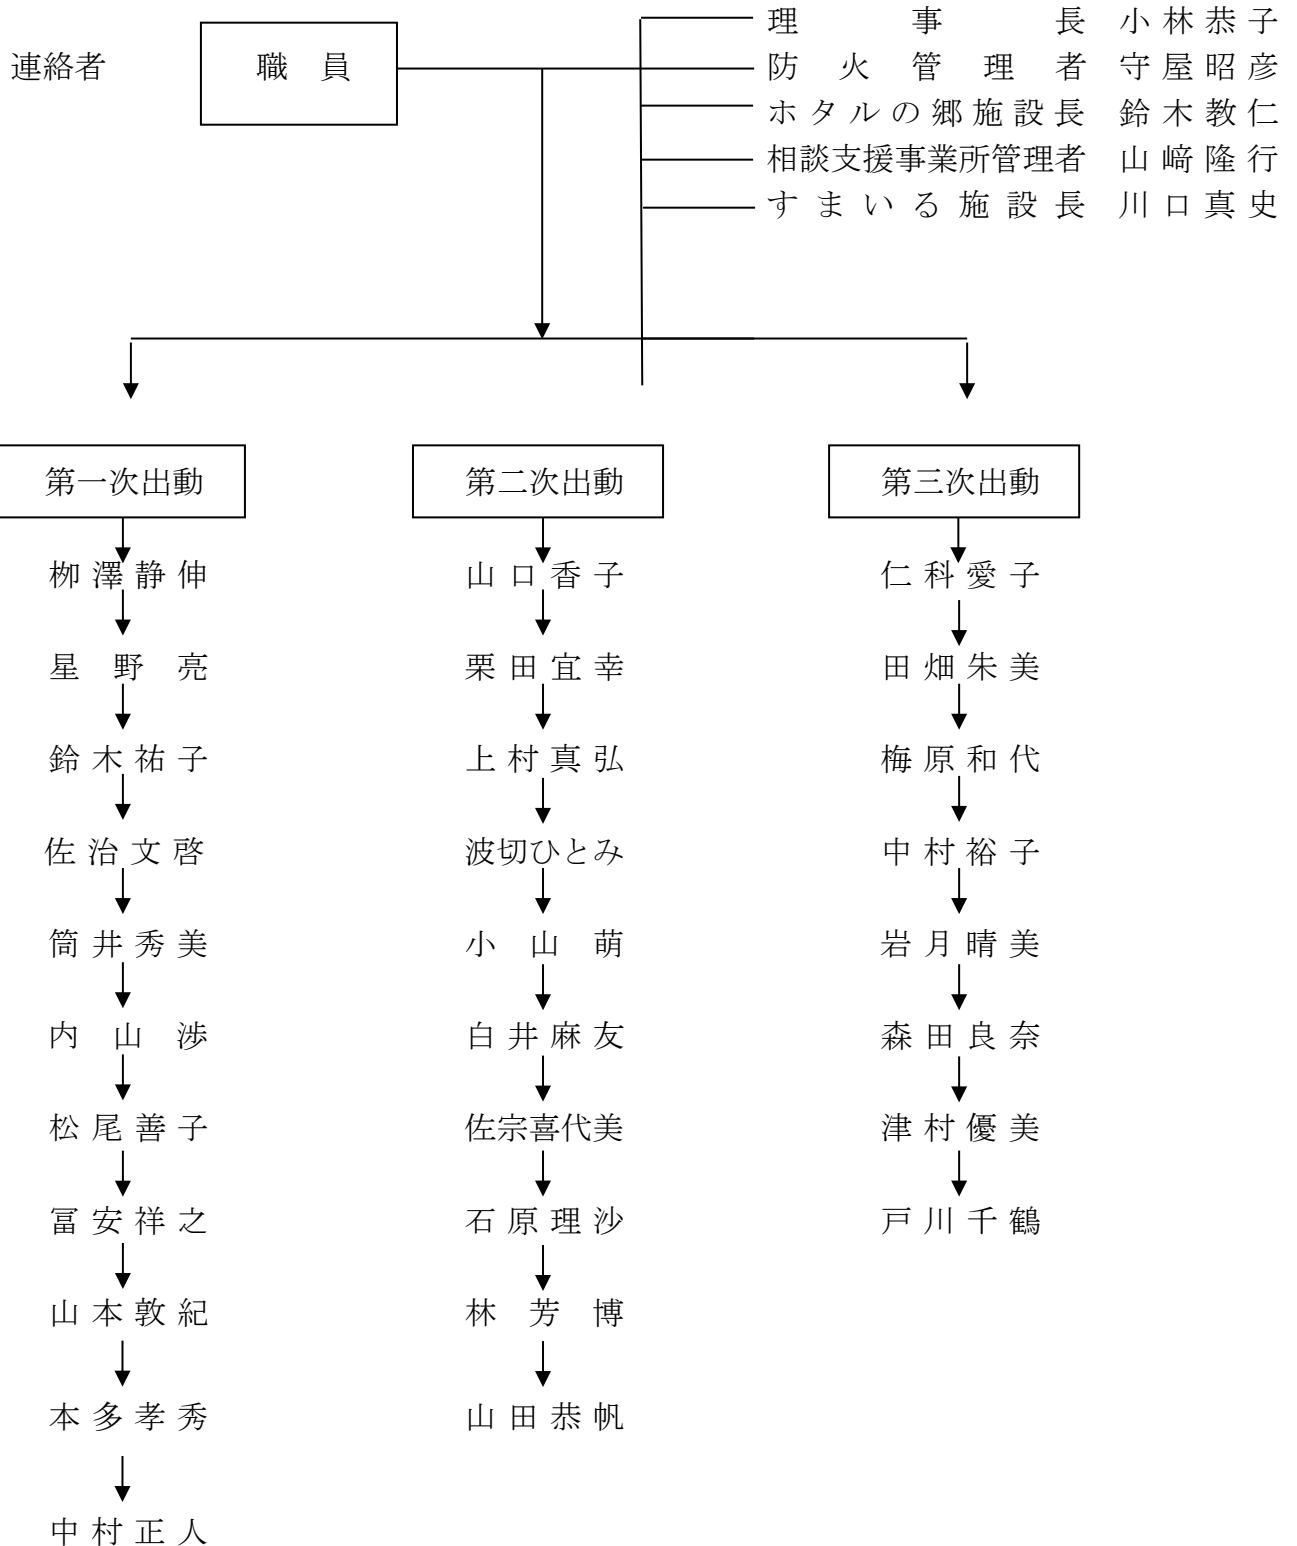 理事長 小林恭子
連絡者 職員 防火管理者 守屋昭彦
ホタルの郷施設長 鈴木教仁
相談支援事業所管理者 山﨑隆行
すまいる施設長 川口真史
第一次出動 第二次出動 第三次出動
栁澤静伸 山口香子 仁科愛子
星野亮 栗田宜幸 田畑朱美
鈴木祐子 上村真弘 梅原和代
佐治文啓 波切ひとみ 中村裕子
筒井秀美 小山萌 岩月晴美
内山渉 白井麻友 森田良奈
松尾善子 佐宗喜代美 津村優美
冨安祥之 石原理沙 戸川千鶴
山本敦紀 林芳博
本多孝秀 山田恭帆
中村正人